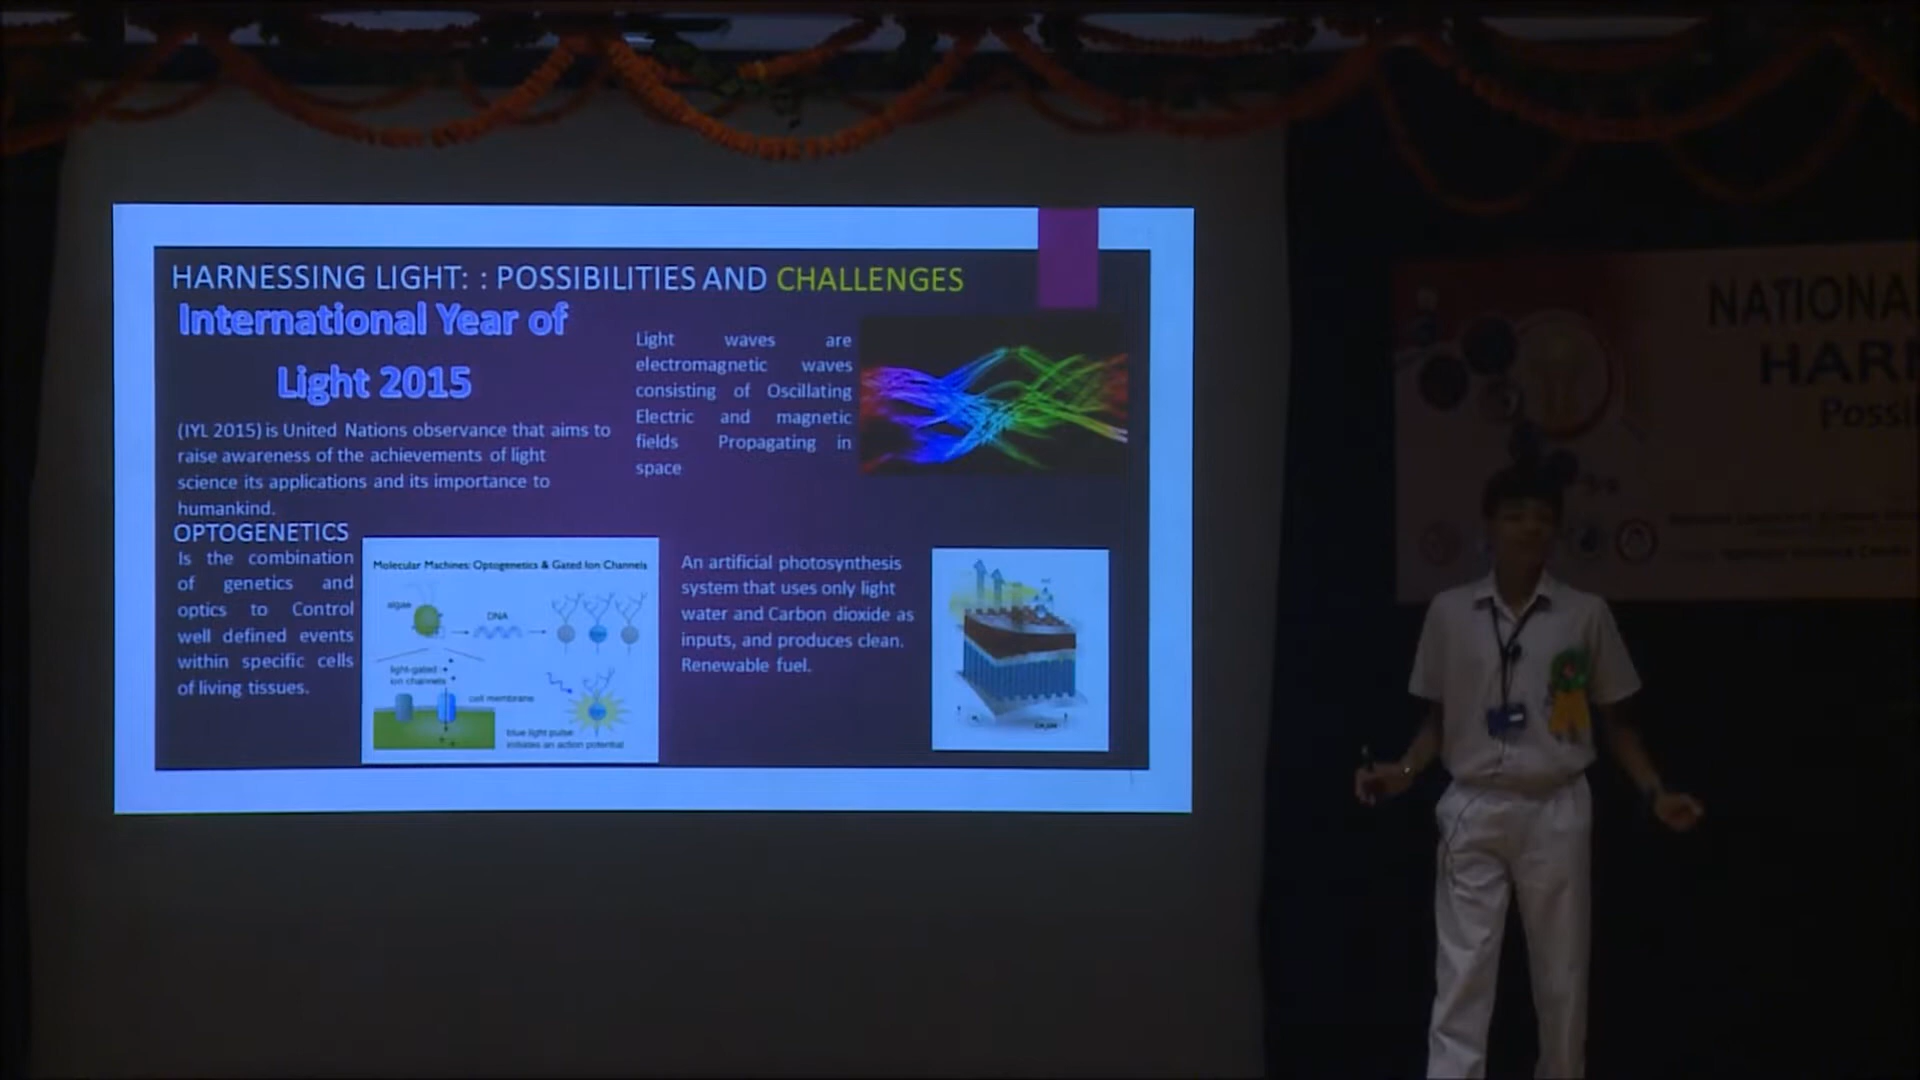 HARNESSING LIGHT: : POSSIBILITIES AND CHALLENGES
International Year of
Light 2015
(IYL 2015) is United Nations observance that aims to
raise awareness of the achievements of light
science its applications and its importance to
humankind.
Light waves are
electromagnetic waves
consisting of Oscillating
Electric and magnetic
fields Propagating in
space
OPTOGENETICS
Is the combination
of genetics and
optics to Control
well defined events
within specific cells
of living tissues.
Molecular Machines: Optogenetics & Gated Ion Channels
algae
DNA
light-gated
ion channels
cell membrane
blue light pulse
initiates an action potential
An artificial photosynthesis
system that uses only light
water and Carbon dioxide as
inputs, and produces clean.
Renewable fuel.
NATIONA
HAR
Possi